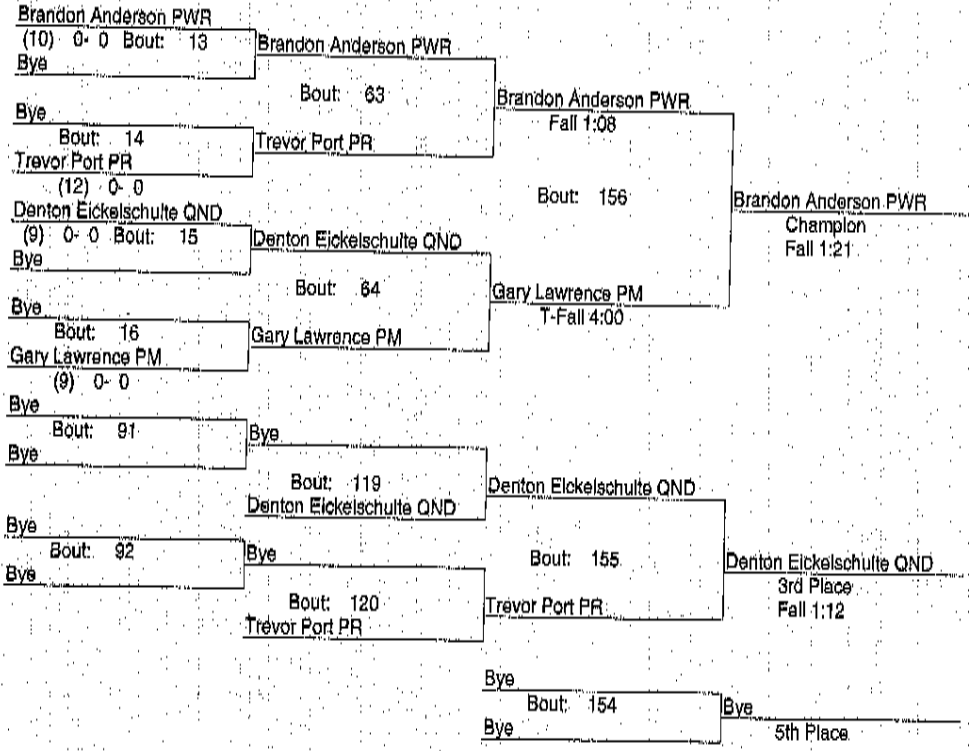 Brandon Anderson PWR
(10) 0- 0 Bout: 13
Bye
Brandon Anderson PWR
Bout: 63
Bye
Bout: 14
Trevor Port PR
Trevor Port PR
(12) 0- 0
Brandon Anderson PWR
Fall 1:08
Bout: 156
Denton Eickelschulte QND
(9) 0- 0 Bout: 15
Bye
Denton Eickelschulte QND
Bout: 64
Bye
Bout: 16
Gary Lawrence PM
Gary Lawrence PM
(9) 0- 0
Gary Lawrence PM
T-Fall 4:00
Brandon Anderson PWR
Champion
Fall 1:21
Bye
Bout: 91
Bye
Bye
Bout: 119
Denton Eickelschulte QND
Denton Eickelschulte QND
Bye
Bout: 92
Bye
Bye
Bout: 120
Trevor Port PR
Bout: 155
Trevor Port PR
Denton Eickelschulte QND
3rd Place
Fall 1:12
Bye
Bout: 154
Bye
Bye
5th Place